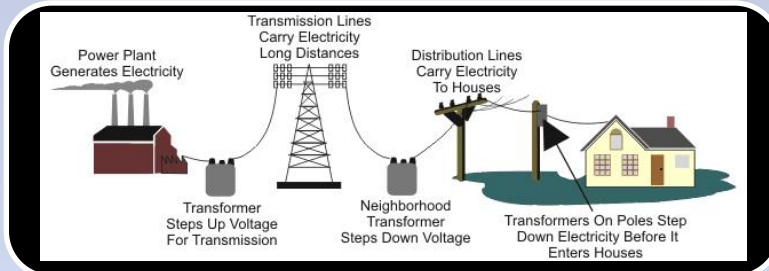 Power Plant
Generates Electricity
Transmission Lines
Carry Electricity
Long Distances
Distribution Lines
Carry Electricity
To Houses
Transformer
Steps Up Voltage
For Transmission
Neighborhood
Transformer
Steps Down Voltage
Transformers On Poles Step
Down Electricity Before It
Enters Houses